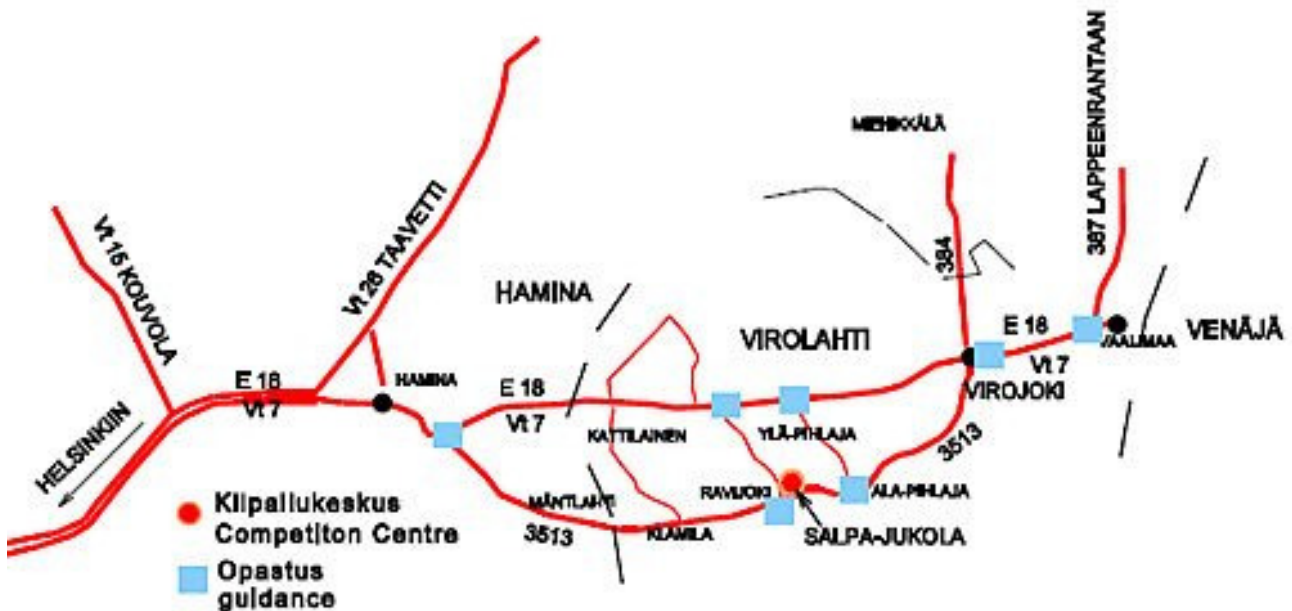 MIEHIKKÄLÄ
387 LAPPEENRANTAAN
384
Vt 15 KOUVOLA
Vt 26 TAAVETTI
HAMINA
VIROLAHTI
E 18
Vt 7
VENÄJÄ
VAALIMAA
VIROJOKI
E 18
Vt 7
HAMINA
E 18
Vt 7
KATTILAINEN
YLÄ-PIHLAJA
3513
HELSINKIIN
MÄNTLAHTI
3513
KLAMILA
RAVIJOKI
ALA-PIHLAJA
SALPA-JUKOLA
Kilpailukeskus
Competiton Centre
Opastus
guidance